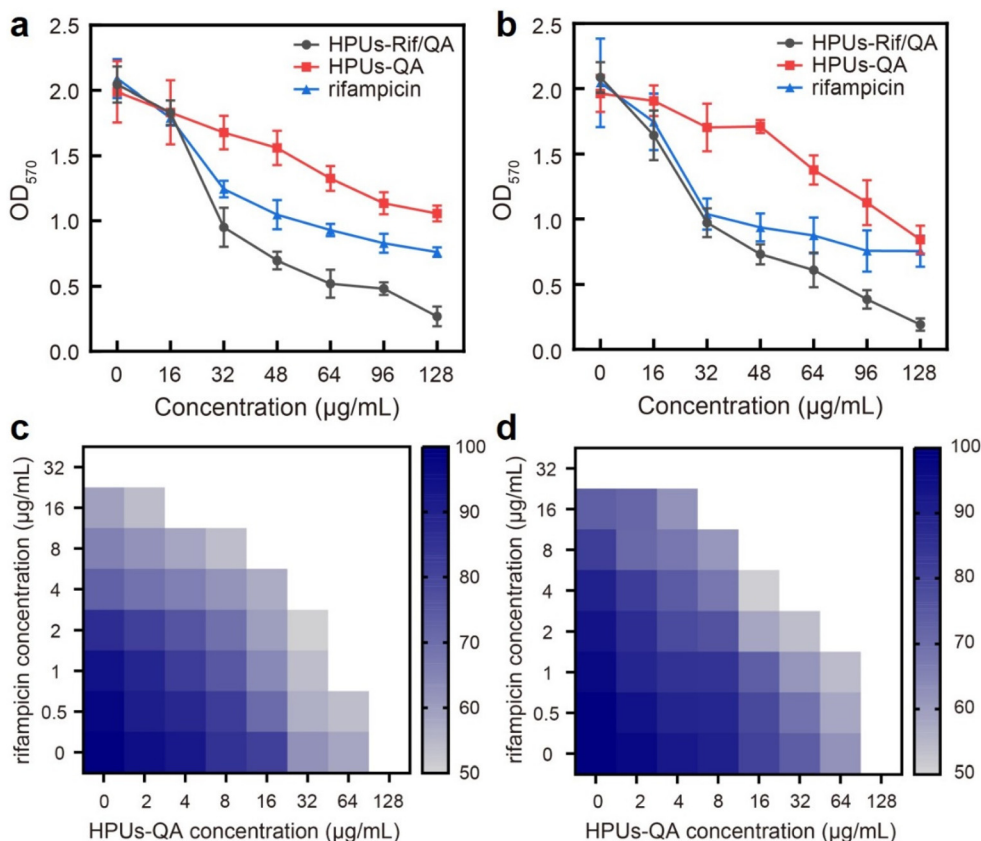 a
2.5
2.0
1.5
1.0
0.5
0.0
OD570
HPUs-Rif/QA
HPUs-QA
rifampicin
0 16 32 48 64 96 128
Concentration (µg/mL)
b
2.5
2.0
1.5
1.0
0.5
0.0
OD570
HPUs-Rif/QA
HPUs-QA
rifampicin
0 16 32 48 64 96 128
Concentration (µg/mL)
c
rifampicin concentration (µg/mL)
32
16
8
4
2
1
0.5
0
0 2 4 8 16 32 64 128
HPUs-QA concentration (µg/mL)
100
90
80
70
60
50
d
rifampicin concentration (µg/mL)
32
16
8
4
2
1
0.5
0
0 2 4 8 16 32 64 128
HPUs-QA concentration (µg/mL)
100
90
80
70
60
50